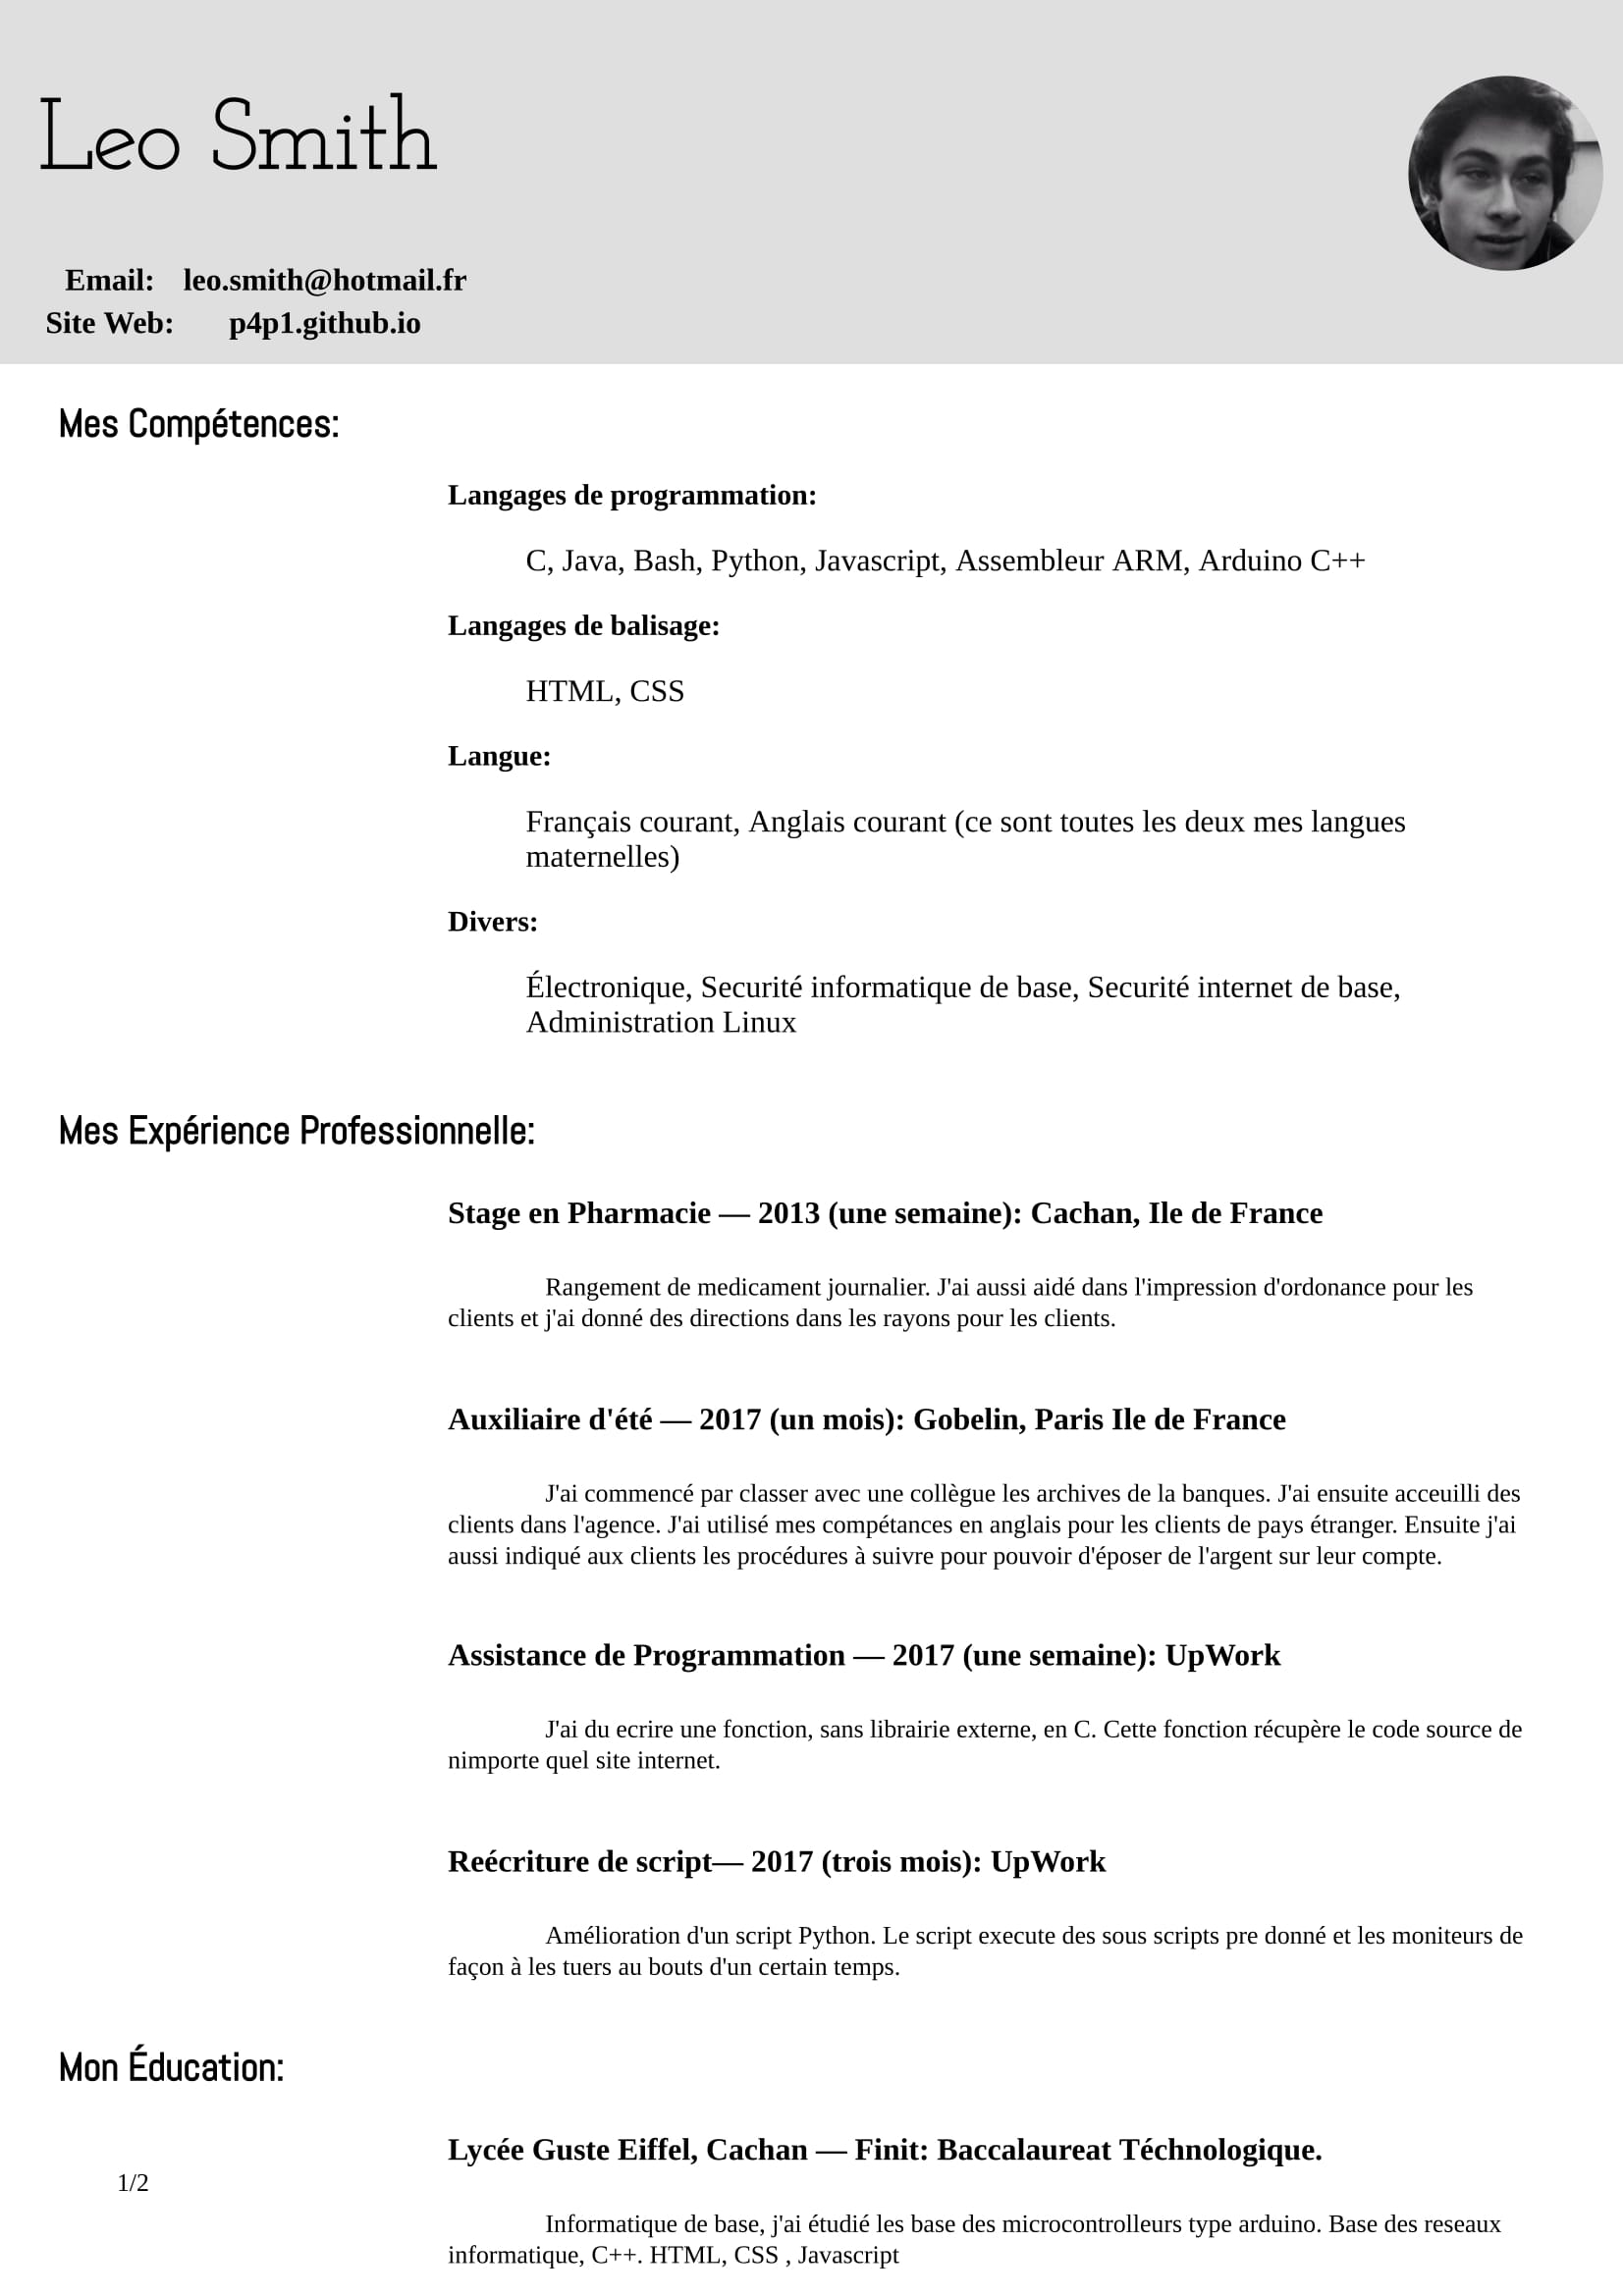 Leo Smith
Email: leo.smith@hotmail.fr
Site Web: p4p1.github.io
Mes Compétences:
Langages de programmation:
C, Java, Bash, Python, Javascript, Assembleur ARM, Arduino C++
Langages de balisage:
HTML, CSS
Langue:
Français courant, Anglais courant (ce sont toutes les deux mes langues
maternelles)
Divers:
Électronique, Securité informatique de base, Securité internet de base,
Administration Linux
Mes Expérience Professionnelle:
Stage en Pharmacie — 2013 (une semaine): Cachan, Ile de France
Rangement de medicament journalier. J'ai aussi aidé dans l'impression d'ordonance pour les
clients et j'ai donné des directions dans les rayons pour les clients.
Auxiliaire d'été — 2017 (un mois): Gobelin, Paris Ile de France
J'ai commencé par classer avec une collègue les archives de la banques. J'ai ensuite acceuilli des
clients dans l'agence. J'ai utilisé mes compétances en anglais pour les clients de pays étranger. Ensuite j'ai
aussi indiqué aux clients les procédures à suivre pour pouvoir d'époser de l'argent sur leur compte.
Assistance de Programmation — 2017 (une semaine): UpWork
J'ai du ecrire une fonction, sans librairie externe, en C. Cette fonction récupère le code source de
nimporte quel site internet.
Reécriture de script— 2017 (trois mois): UpWork
Amélioration d'un script Python. Le script execute des sous scripts pre donné et les moniteurs de
façon à les tuers au bouts d'un certain temps.
Mon Éducation:
Lycée Guste Eiffel, Cachan — Finit: Baccalaureat Téchnologique.
1/2
Informatique de base, j'ai étudié les base des microcontrolleurs type arduino. Base des reseaux
informatique, C++. HTML, CSS , Javascript